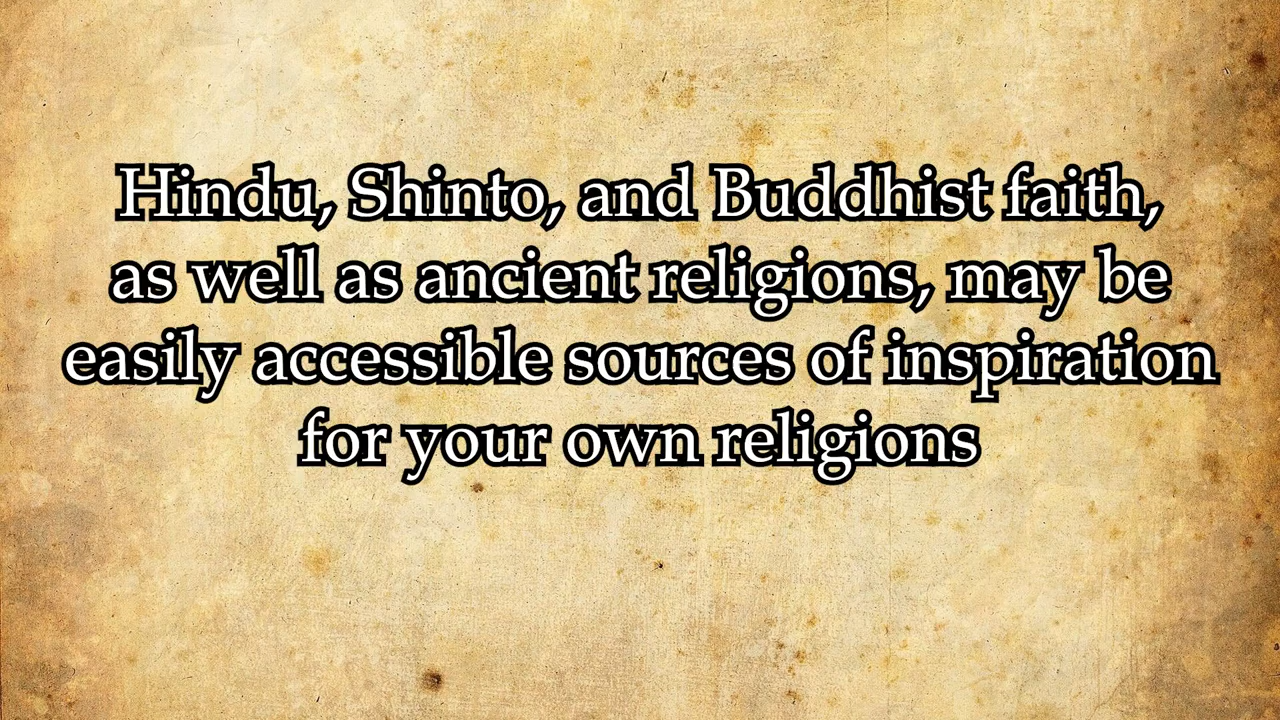 Hindu, Shinto, and Buddhist faith,
as well as ancient religions, may be
easily accessible sources of inspiration
for your own religions